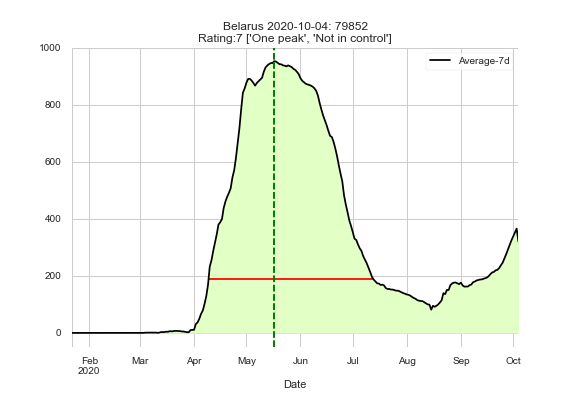 Belarus 2020-10-04: 79852
Rating:7 ['One peak', 'Not in control']
Average-7d
1000
800
600
400
200
0
Feb Mar Apr May Jun Jul Aug Sep Oct
2020
Date